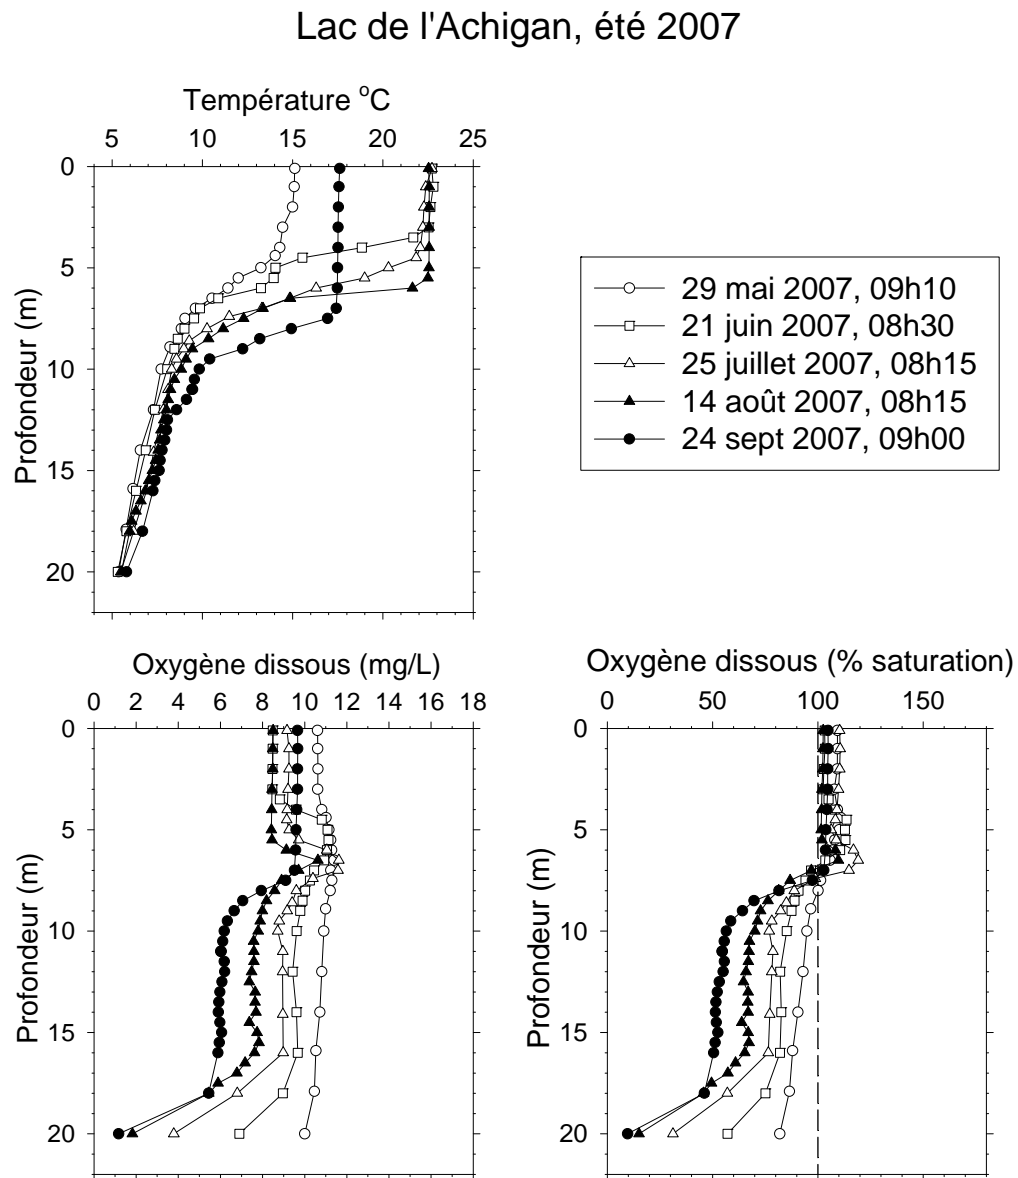 Lac de l'Achigan, été 2007
Température °C
5 10 15 20 25
0
5
10
15
20
Profondeur (m)
29 mai 2007, 09h10
21 juin 2007, 08h30
25 juillet 2007, 08h15
14 août 2007, 08h15
24 sept 2007, 09h00
Oxygène dissous (mg/L)
0 2 4 6 8 10 12 14 16 18
0
5
10
15
20
Profondeur (m)
Oxygène dissous (% saturation)
0 50 100 150
0
5
10
15
20
Profondeur (m)